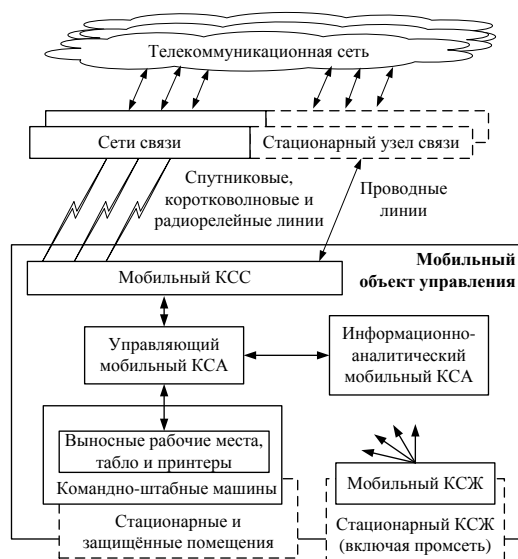 Телекоммуникационная сеть
Сети связи
Стационарный узел связи
Спутниковые,
коротковолновые и
радиорелейные линии
Проводные
линии
Мобильный
объект управления
Мобильный КСС
Управляющий
мобильный КСА
Информационно-
аналитический
мобильный КСА
Выносные рабочие места,
табло и принтеры
Командно-штабные машины
Стационарные и
защищённые помещения
Мобильный КСЖ
Стационарный КСЖ
(включая промсеть)